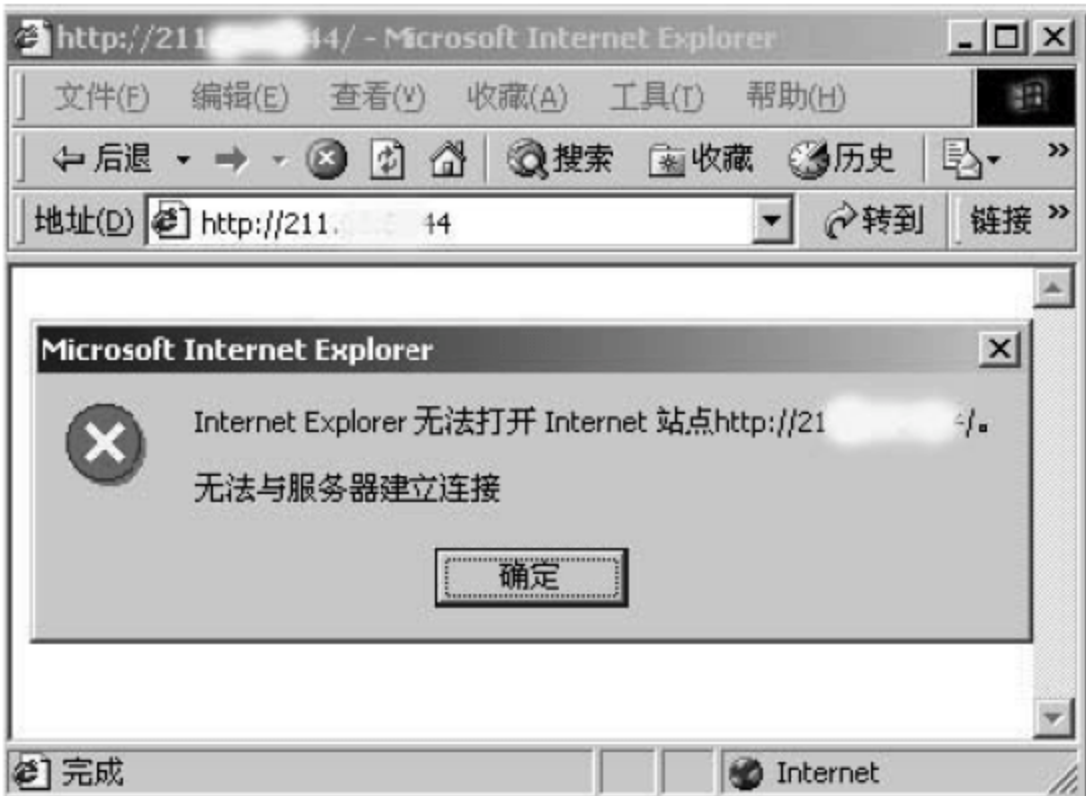 http://211 44/ - Microsoft Internet Explorer
文件(F) 编辑(E) 查看(V) 收藏(A) 工具(T) 帮助(H)
后退 搜索 收藏 历史 »
地址(D) http://211. 44 转到 链接 »
Microsoft Internet Explorer
Internet Explorer 无法打开 Internet 站点http://21 /。
无法与服务器建立连接
确定
完成 Internet